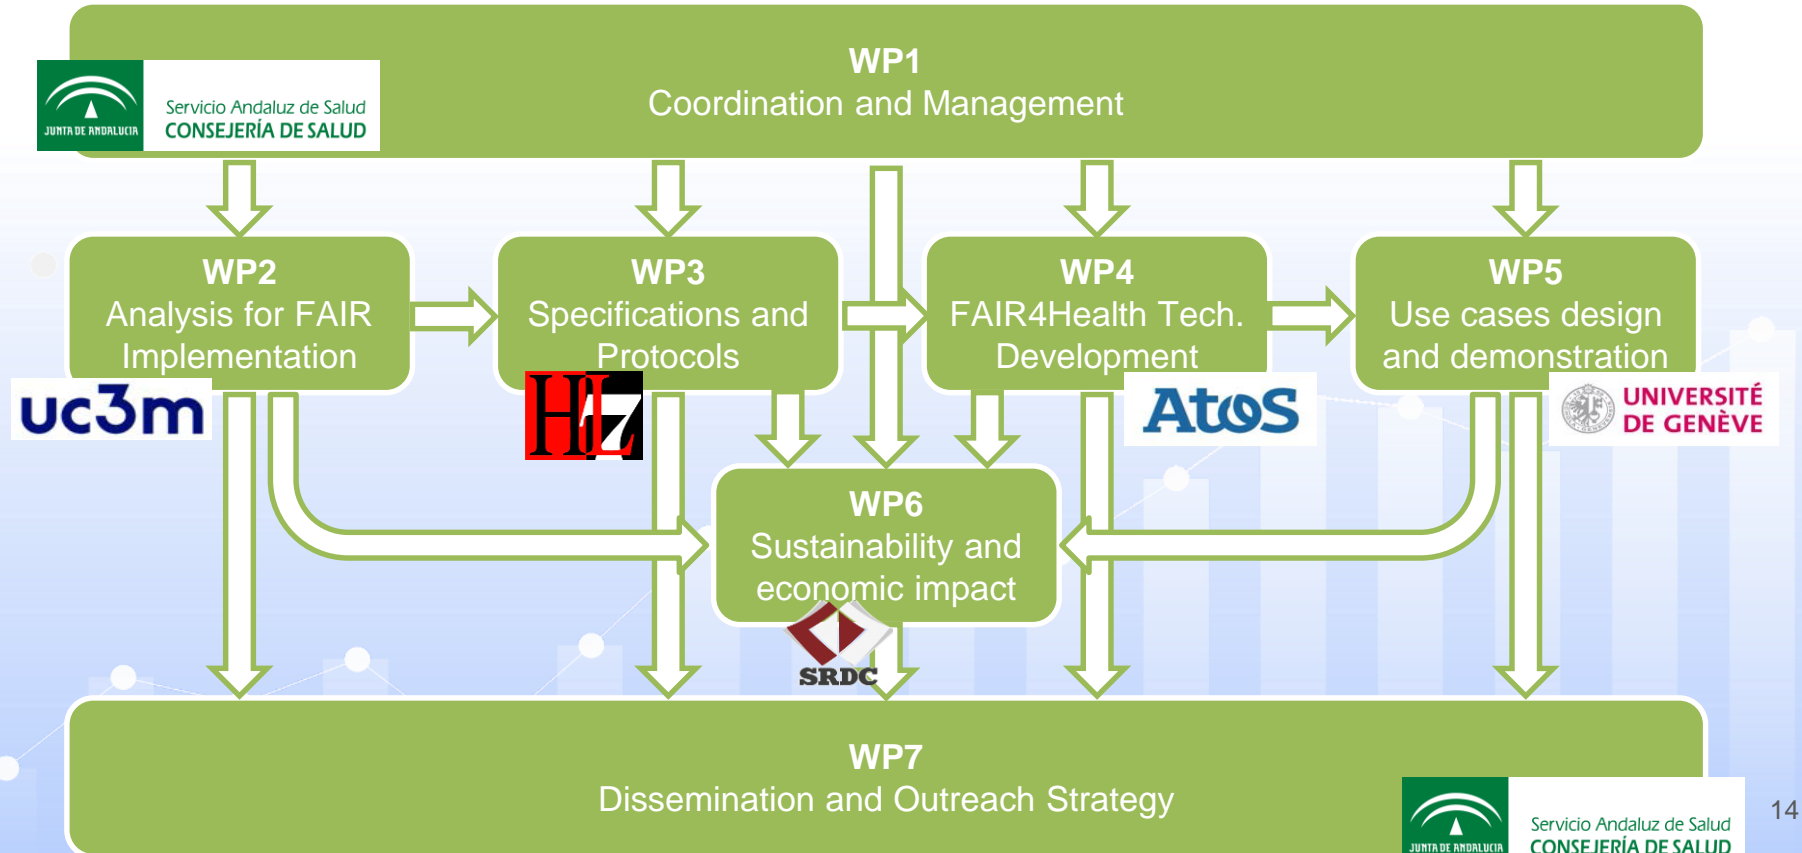 WP1
Coordination and Management
JUNTA DE ANDALUCIA
Servicio Andaluz de Salud
CONSEJERÍA DE SALUD
WP2
Analysis for FAIR
Implementation
uc3m
WP3
Specifications and
Protocols
HL7
WP4
FAIR4Health Tech.
Development
Atos
WP5
Use cases design
and demonstration
UNIVERSITÉ
DE GENÈVE
WP6
Sustainability and
economic impact
SRDC
WP7
Dissemination and Outreach Strategy
JUNTA DE ANDALUCIA
Servicio Andaluz de Salud
CONSEJERÍA DE SALUD
14